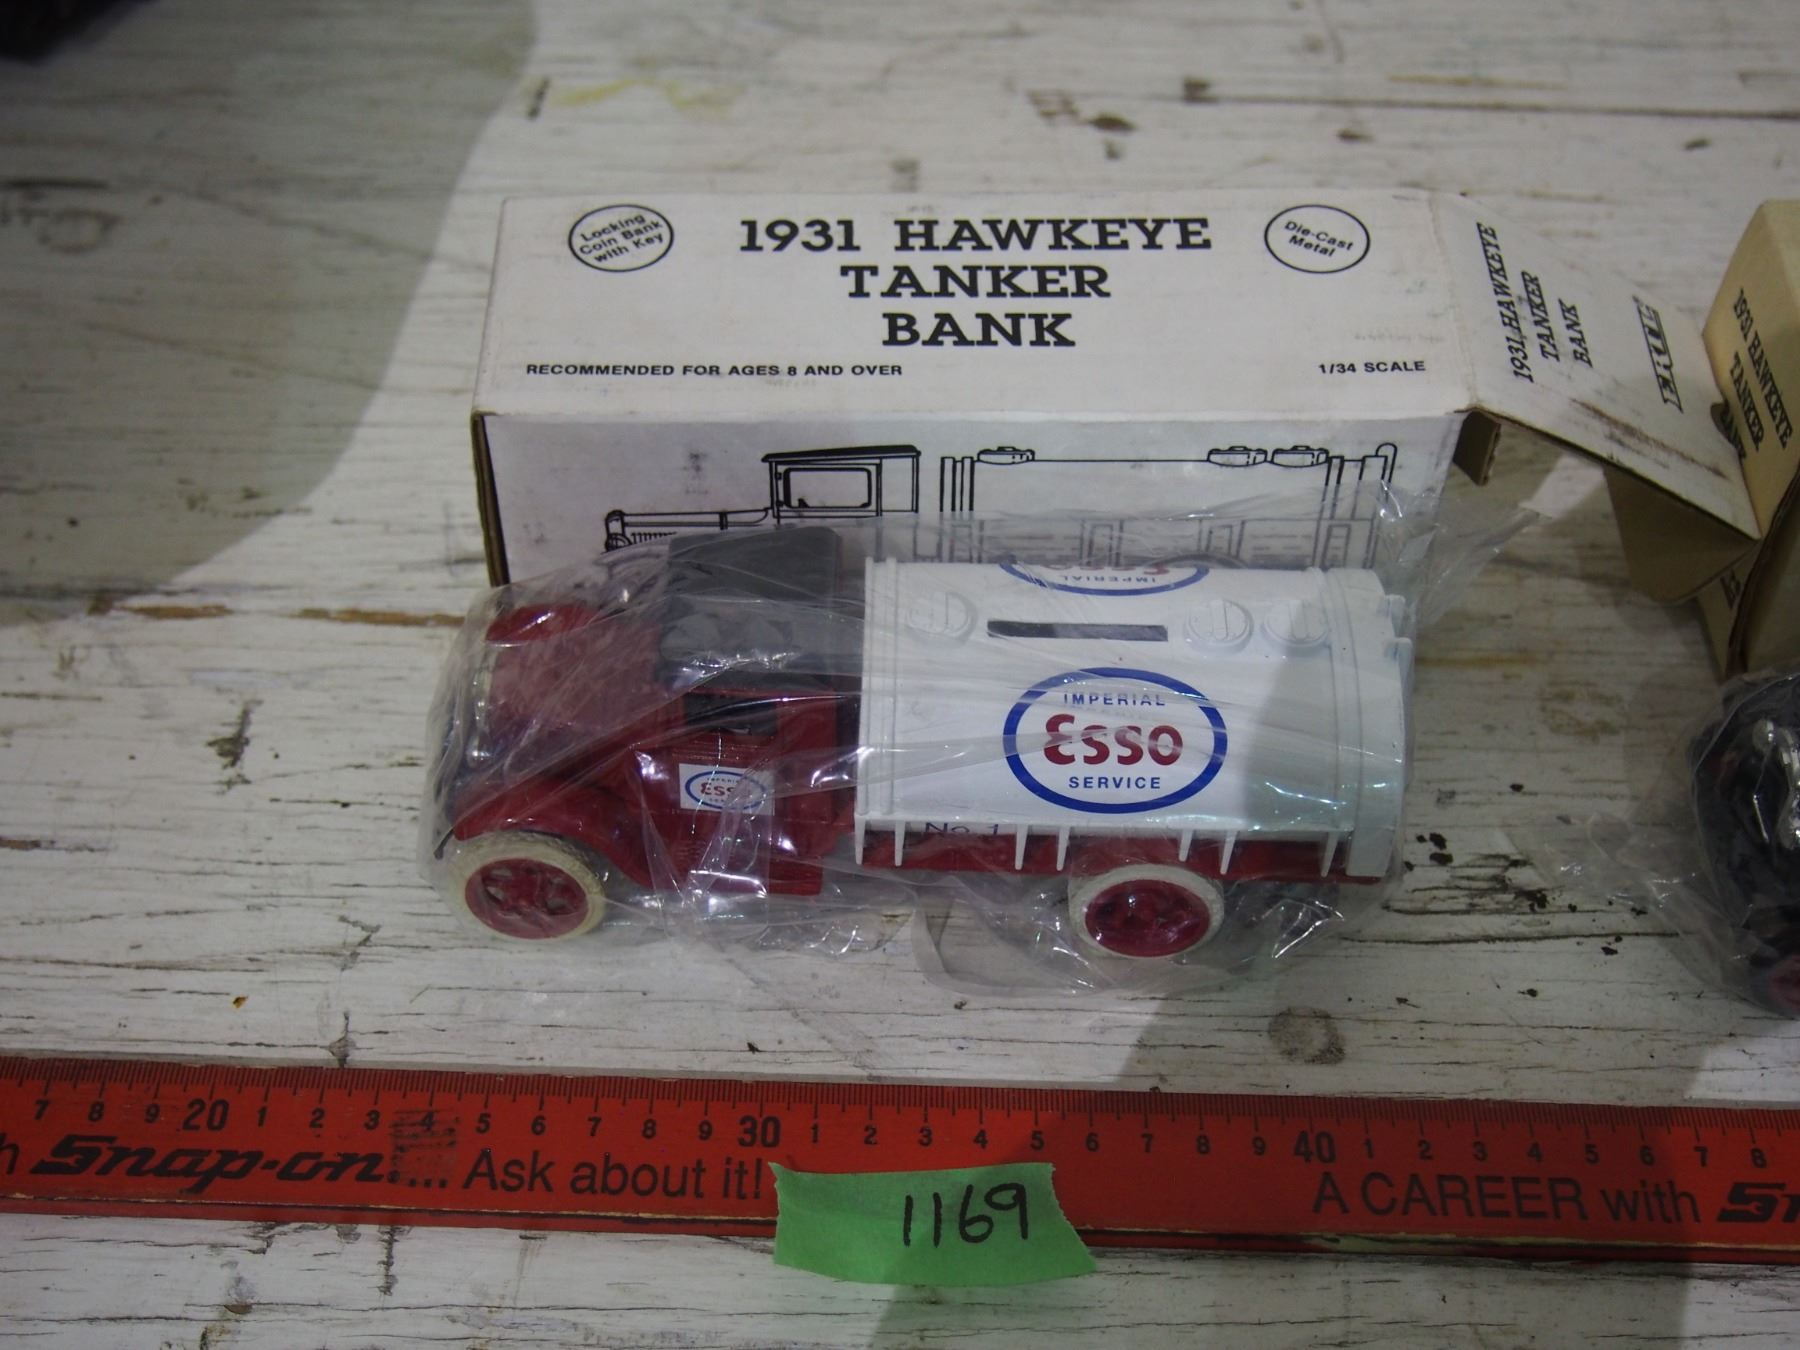 Locking
Coin Bank
with Key
1931 HAWKEYE
TANKER
BANK
Die-Cast
Metal
RECOMMENDED FOR AGES 8 AND OVER
1/34 SCALE
1931 HAWKEYE
TANKER
BANK
ERTL
1931 HAWKEYE
TANKER
BANK
Esso
IMPERIAL
IMPERIAL
Esso
SERVICE
IMPERIAL
Esso
No. 1
7 8 9 20 1 2 3 4 5 6 7 8 9 30 1 2 3 4 5 6 7 8 9 40 1 2 3 4 5 6 7 8
Snap-on... Ask about it!
A CAREER with
1169